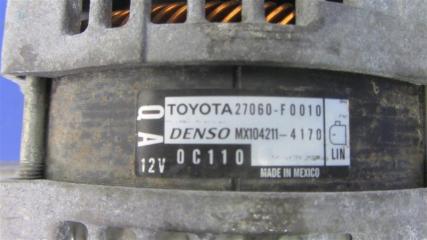 TOYOTA 27060-F0010
DENSO MX104211-4170
QA
12V 0C110
LIN
MADE IN MEXICO